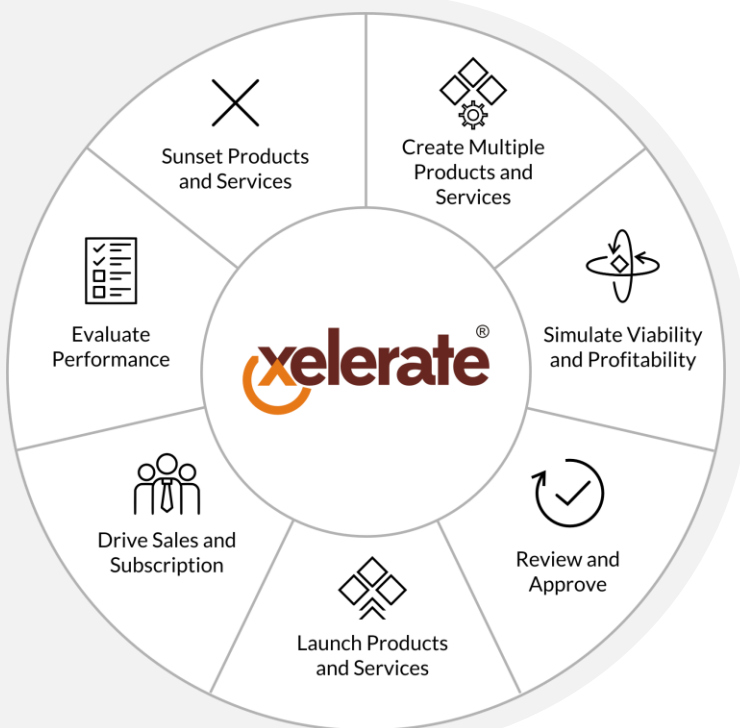 Create Multiple
Products and
Services
Simulate Viability
and Profitability
Review and
Approve
Launch Products
and Services
Drive Sales and
Subscription
Evaluate
Performance
Sunset Products
and Services
xelerate®